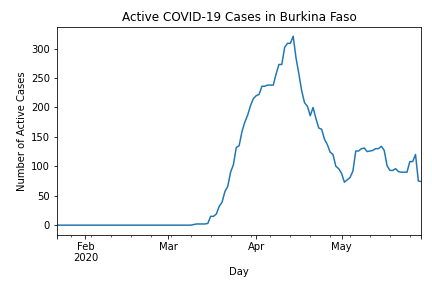 Active COVID-19 Cases in Burkina Faso
300
250
200
150
100
50
0
Number of Active Cases
Feb
2020
Mar
Apr
May
Day